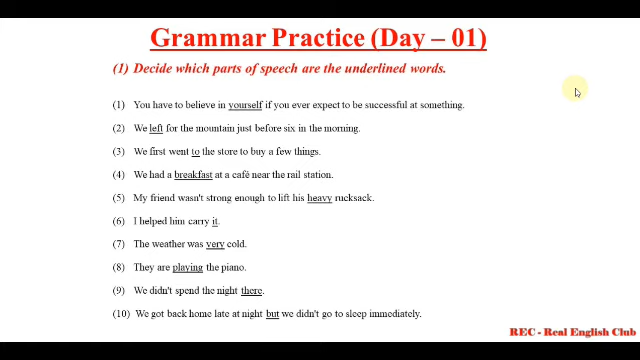 Grammar Practice (Day – 01)
(1) Decide which parts of speech are the underlined words.
(1) You have to believe in yourself if you ever expect to be successful at something.
(2) We left for the mountain just before six in the morning.
(3) We first went to the store to buy a few things.
(4) We had a breakfast at a café near the rail station.
(5) My friend wasn't strong enough to lift his heavy rucksack.
(6) I helped him carry it.
(7) The weather was very cold.
(8) They are playing the piano.
(9) We didn't spend the night there.
(10) We got back home late at night but we didn't go to sleep immediately.
REC - Real English Club